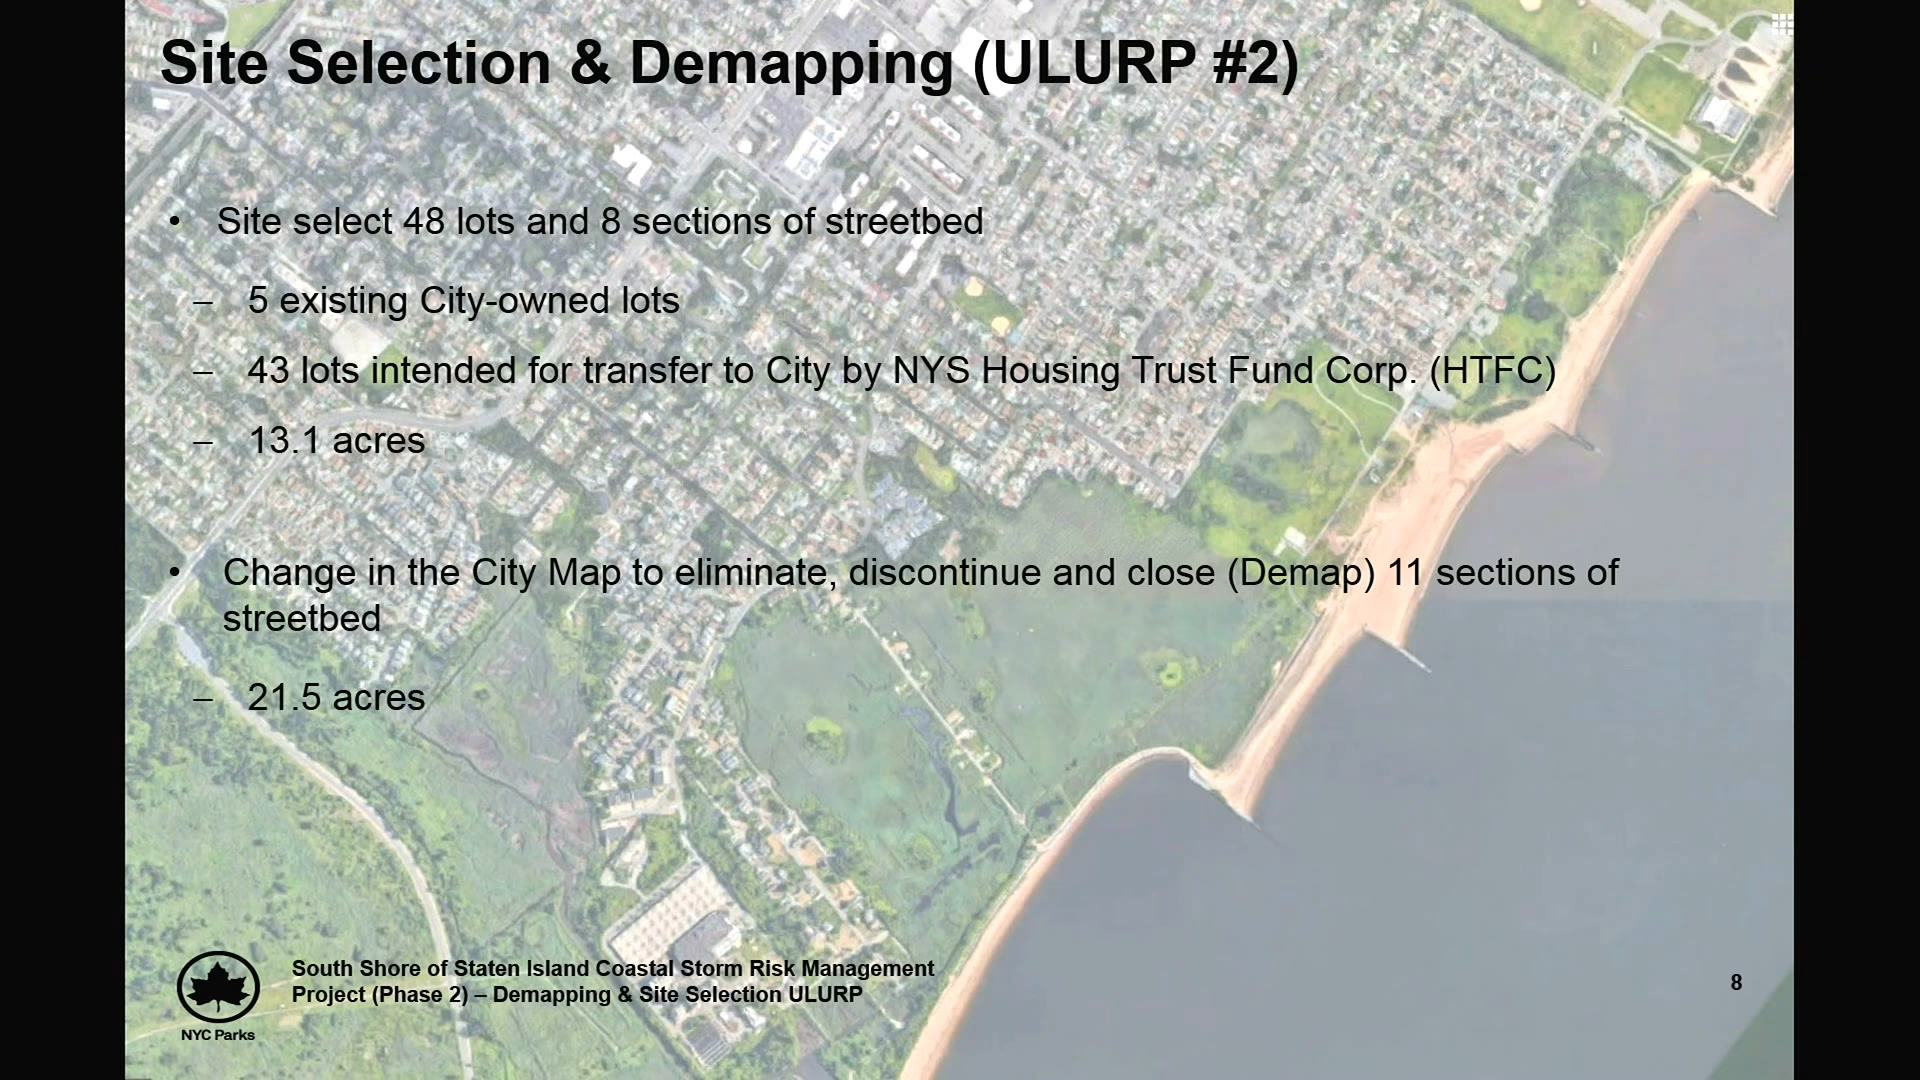 Site Selection & Demapping (ULURP #2)
• Site select 48 lots and 8 sections of streetbed
– 5 existing City-owned lots
– 43 lots intended for transfer to City by NYS Housing Trust Fund Corp. (HTFC)
– 13.1 acres
• Change in the City Map to eliminate, discontinue and close (Demap) 11 sections of
streetbed
– 21.5 acres
South Shore of Staten Island Coastal Storm Risk Management
Project (Phase 2) – Demapping & Site Selection ULURP
NYC Parks
8